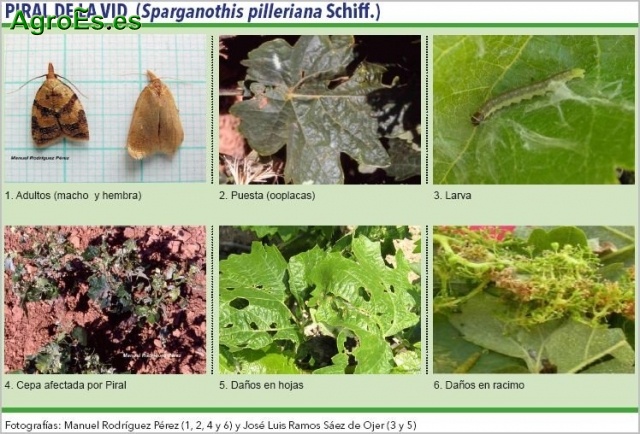 PIRAL DE LA VID (Sparganothis pilleriana Schiff.)
AgroEs.es
Manuel Rodríguez Pérez
1. Adultos (macho y hembra)
2. Puesta (ooplacas)
3. Larva
Manuel Rodríguez Pérez
4. Cepa afectada por Piral
5. Daños en hojas
6. Daños en racimo
Fotografías: Manuel Rodríguez Pérez (1, 2, 4 y 6) y José Luis Ramos Sáez de Ojer (3 y 5)